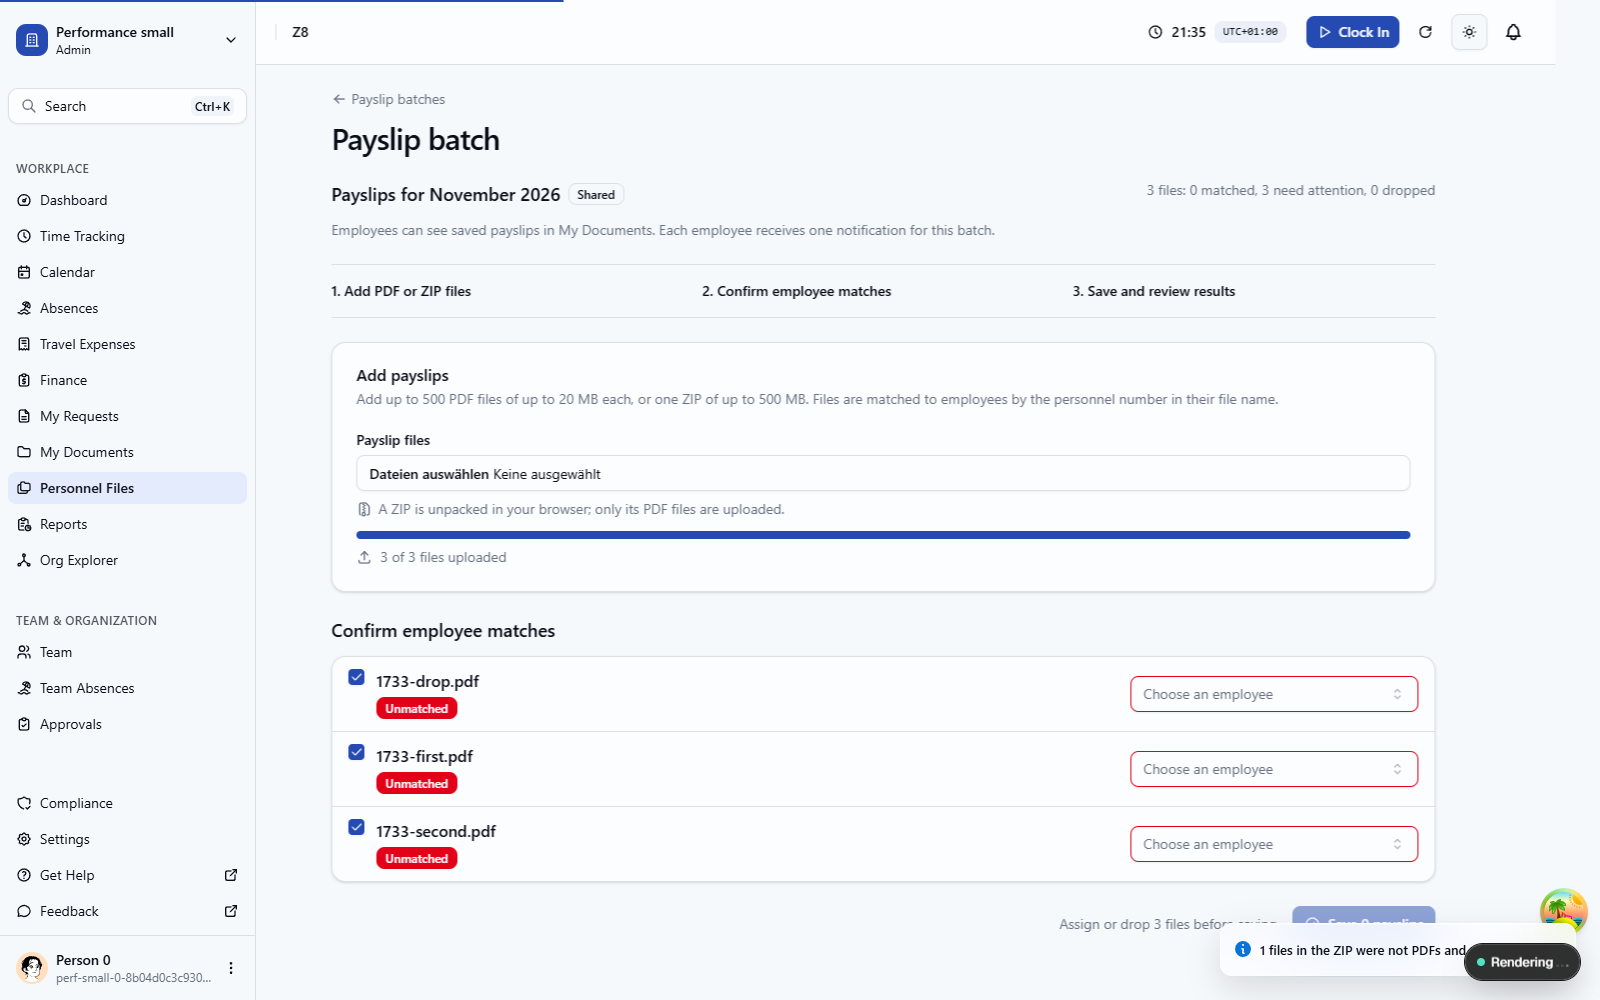 Performance small
Admin
Search
Ctrl+K
WORKPLACE
Dashboard
Time Tracking
Calendar
Absences
Travel Expenses
Finance
My Requests
My Documents
Personnel Files
Reports
Org Explorer
TEAM & ORGANIZATION
Team
Team Absences
Approvals
Compliance
Settings
Get Help
Feedback
Person 0
perf-small-0-8b04d0c3c930...
Z8
21:35 UTC+01:00
Clock In
Payslip batches
Payslip batch
Payslips for November 2026 Shared
3 files: 0 matched, 3 need attention, 0 dropped
Employees can see saved payslips in My Documents. Each employee receives one notification for this batch.
1. Add PDF or ZIP files
2. Confirm employee matches
3. Save and review results
Add payslips
Add up to 500 PDF files of up to 20 MB each, or one ZIP of up to 500 MB. Files are matched to employees by the personnel number in their file name.
Payslip files
Dateien auswählen Keine ausgewählt
A ZIP is unpacked in your browser; only its PDF files are uploaded.
3 of 3 files uploaded
Confirm employee matches
1733-drop.pdf
Unmatched
Choose an employee
1733-first.pdf
Unmatched
Choose an employee
1733-second.pdf
Unmatched
Choose an employee
Assign or drop 3 files before
1 files in the ZIP were not PDFs and
Rendering ...